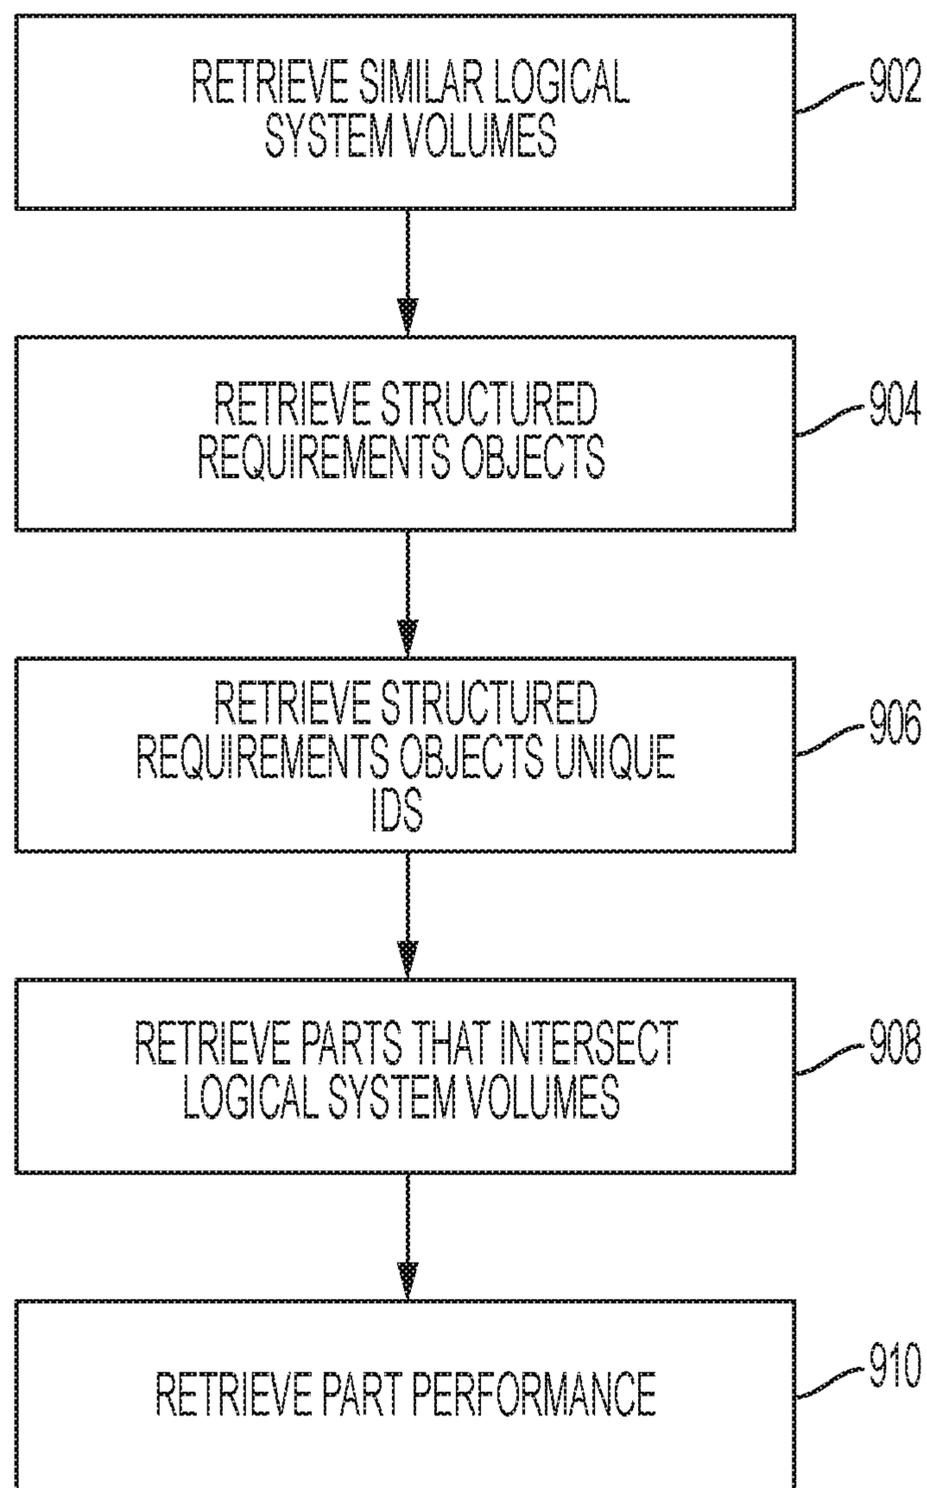 RETRIEVE SIMILAR LOGICAL
SYSTEM VOLUMES
902
RETRIEVE STRUCTURED
REQUIREMENTS OBJECTS
904
RETRIEVE STRUCTURED
REQUIREMENTS OBJECTS UNIQUE
IDS
906
RETRIEVE PARTS THAT INTERSECT
LOGICAL SYSTEM VOLUMES
908
RETRIEVE PART PERFORMANCE
910